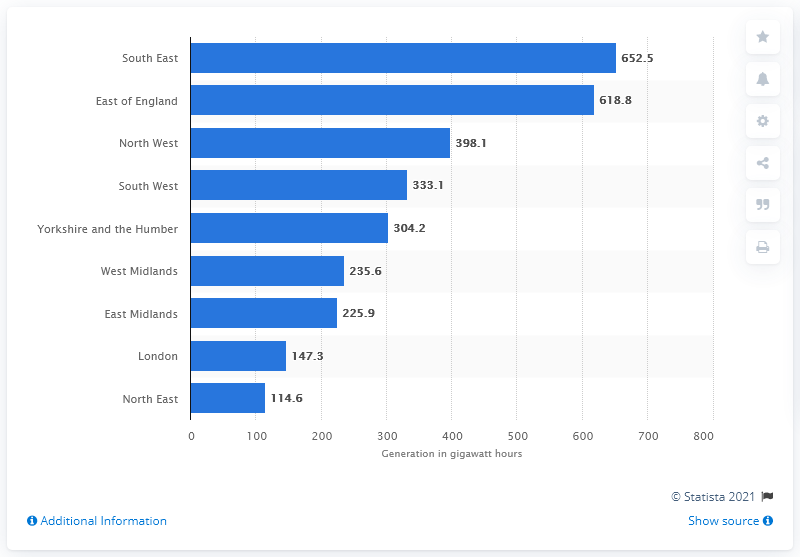 South East 652.5
East of England 618.8
North West 398.1
South West 333.1
Yorkshire and the Humber 304.2
West Midlands 235.6
East Midlands 225.9
London 147.3
North East 114.6
0 100 200 300 400 500 600 700 800
Generation in gigawatt hours
© Statista 2021
Additional Information Show source